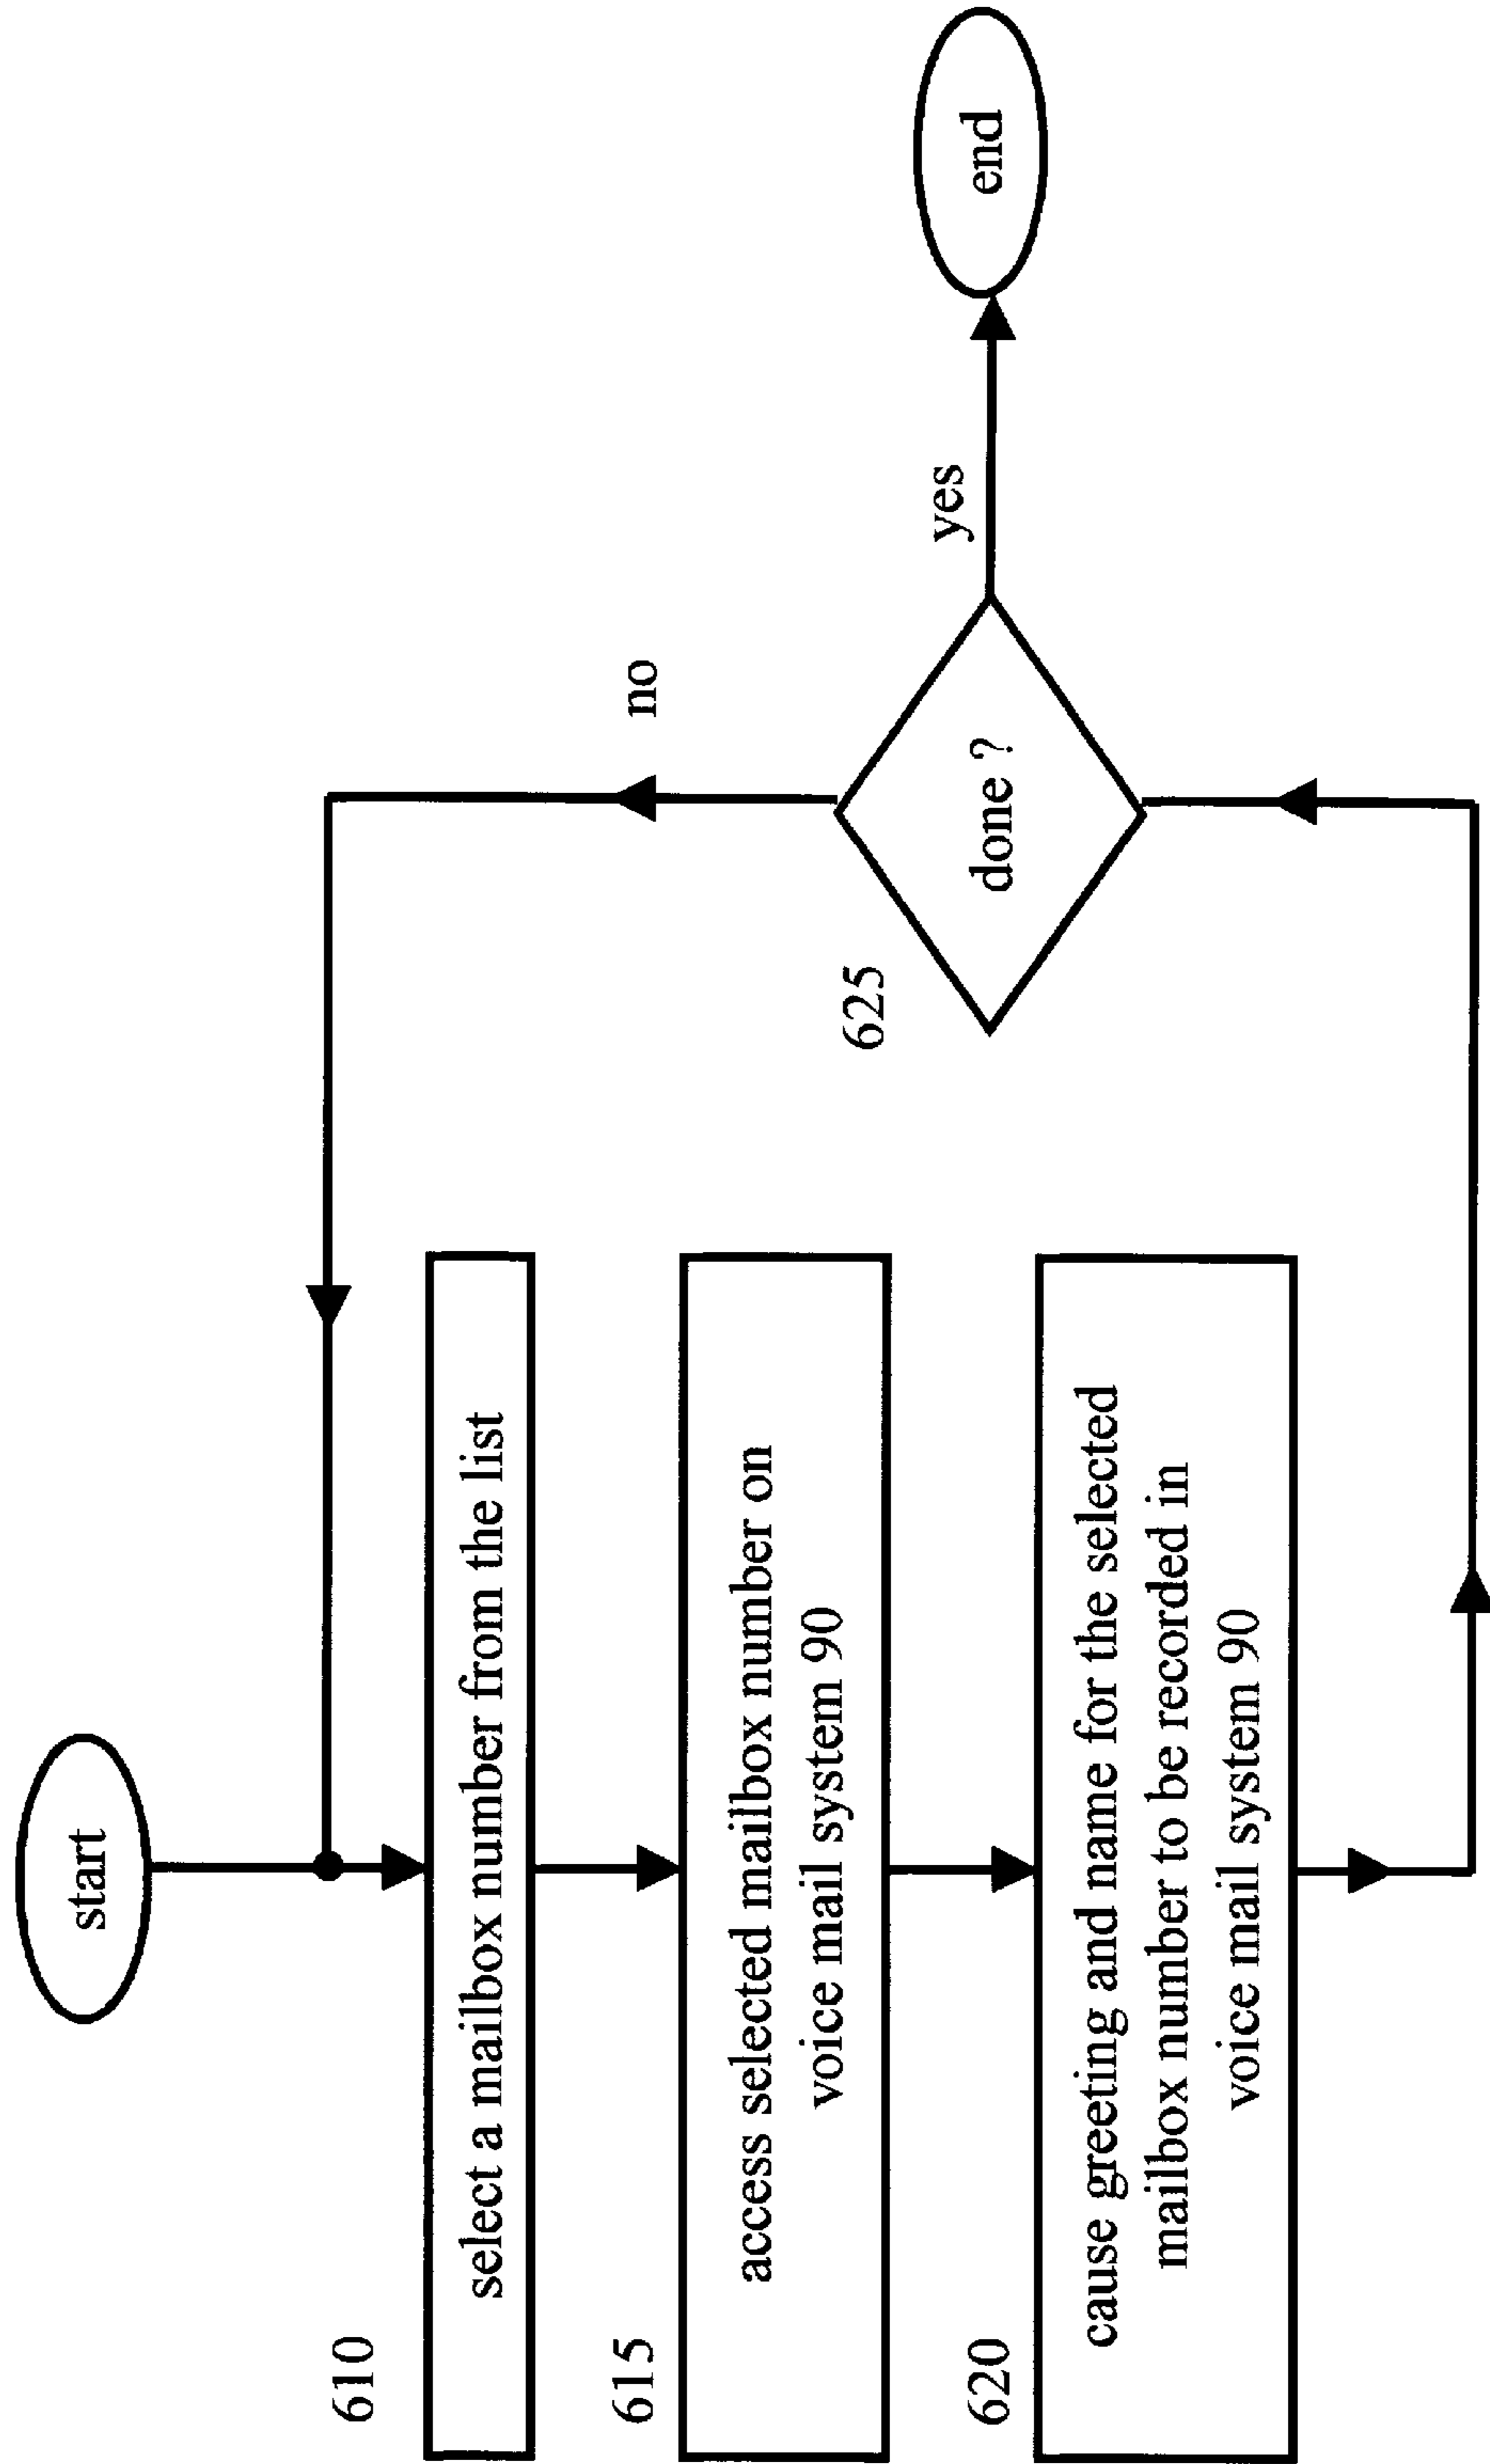 start
610
select a mailbox number from the list
615
access selected mailbox number on
voice mail system 90
620
cause greeting and name for the selected
mailbox number to be recorded in
voice mail system 90
625
done ?
no
yes
end